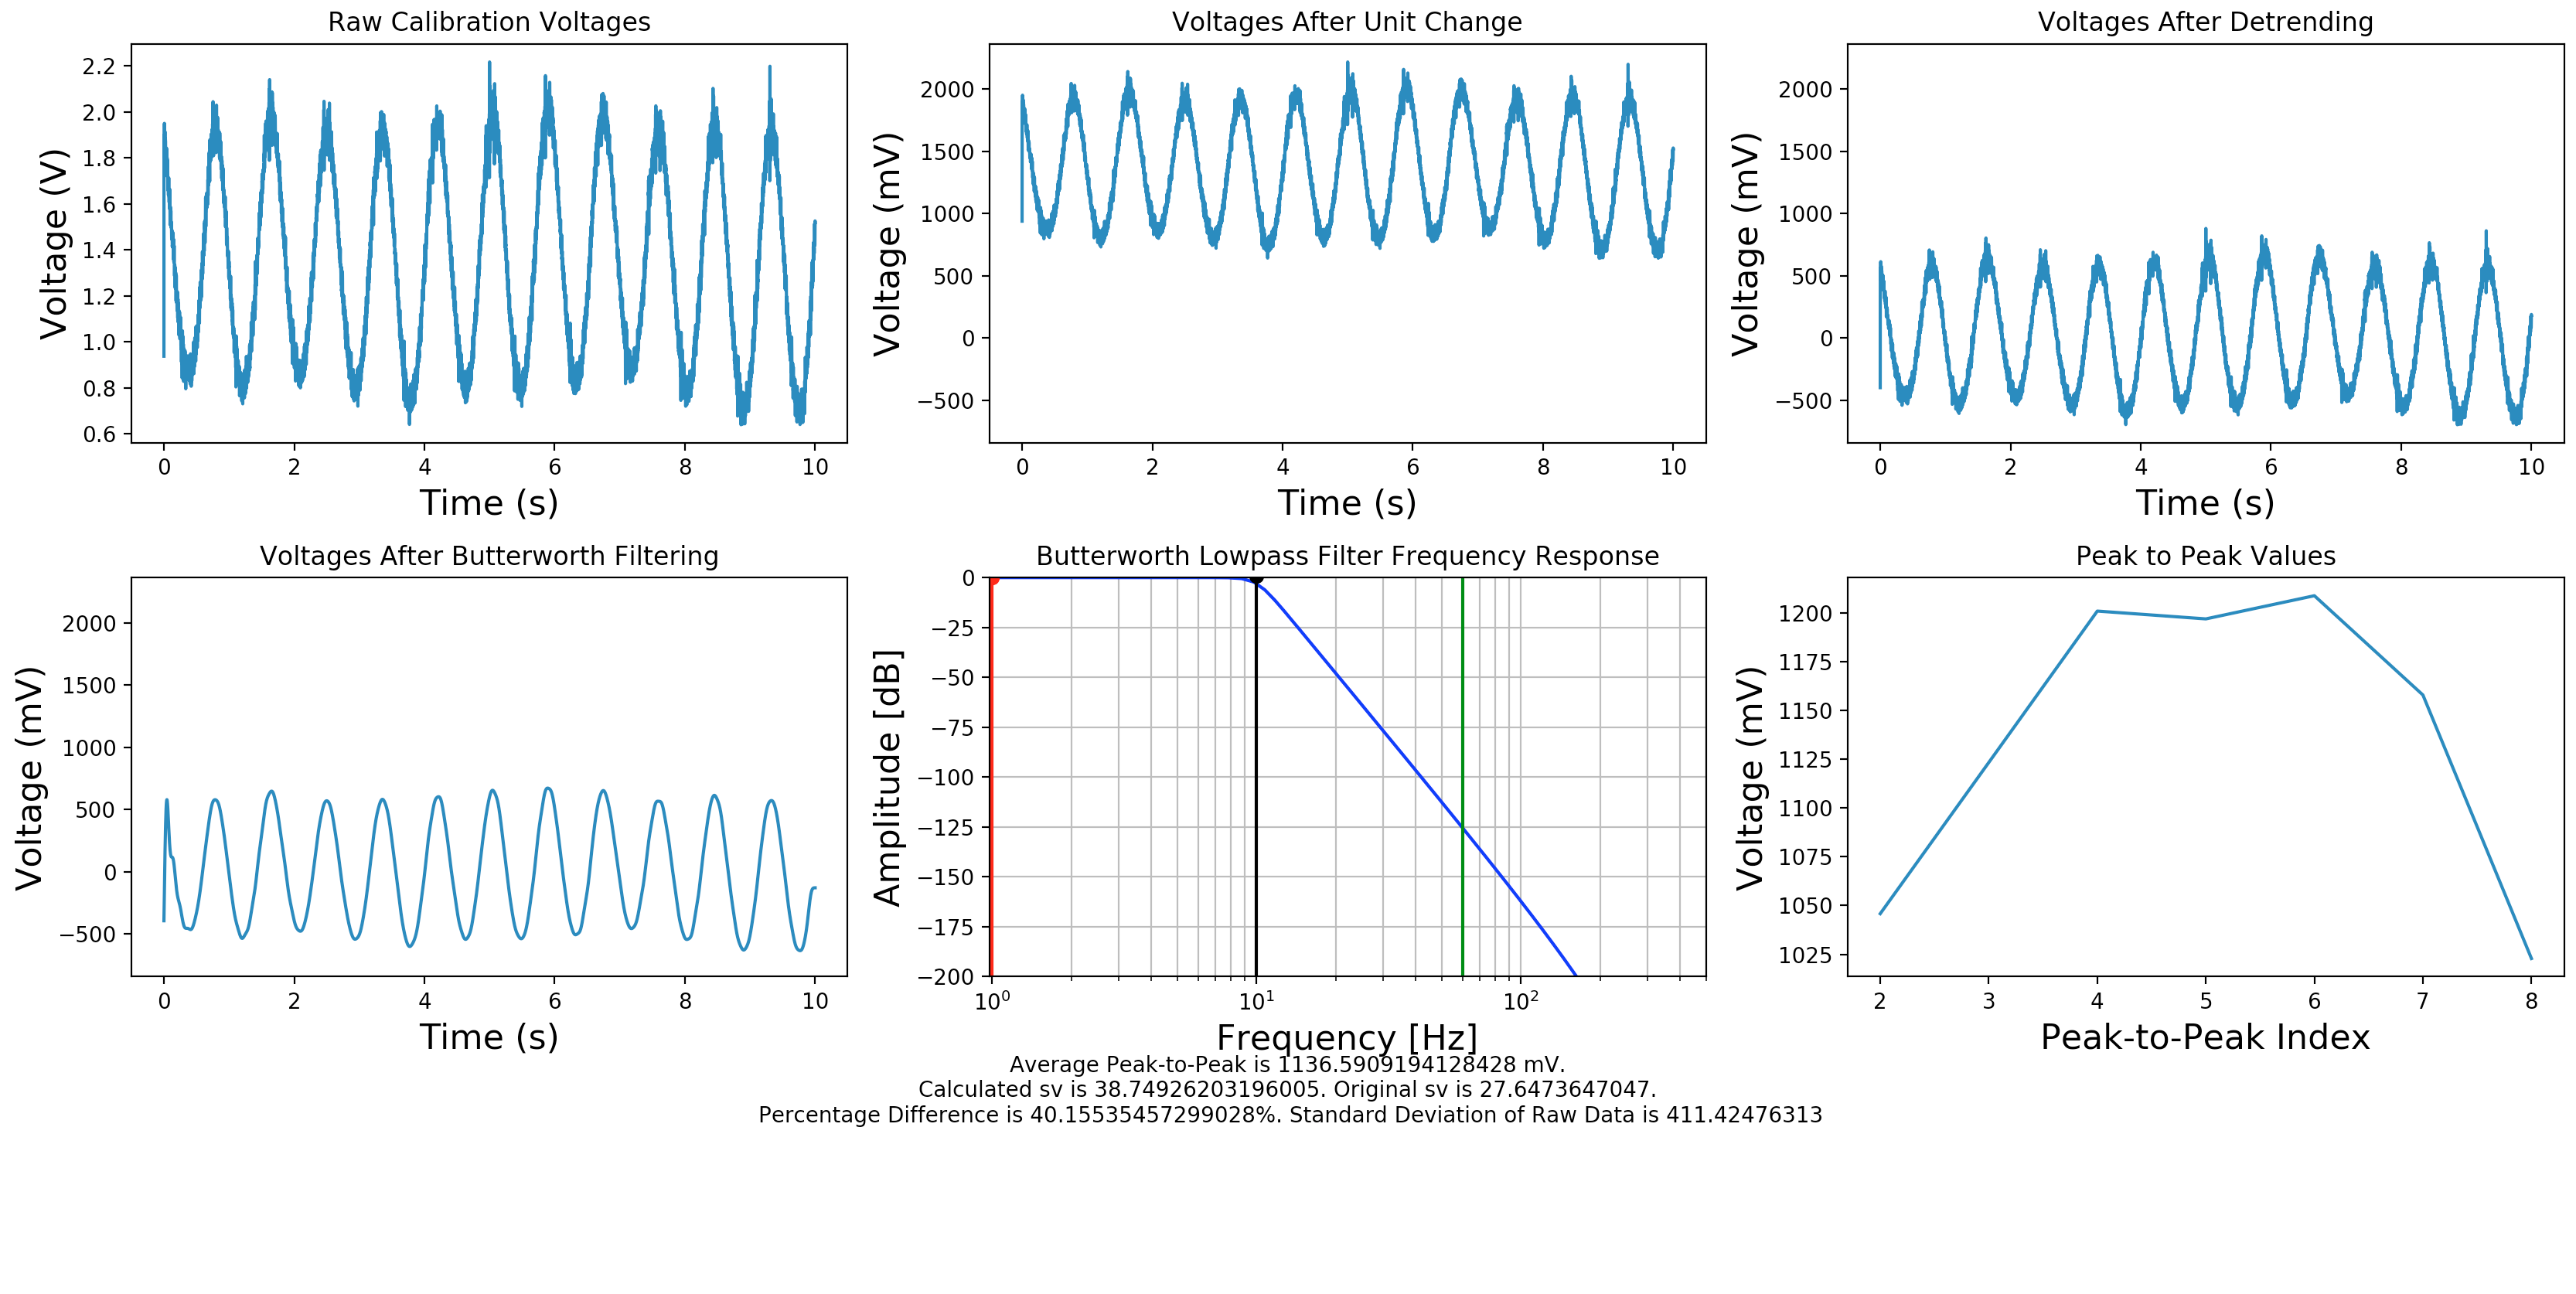 Raw Calibration Voltages
Voltage (V)
2.2
2.0
1.8
1.6
1.4
1.2
1.0
0.8
0.6
0 2 4 6 8 10
Time (s)
Voltages After Unit Change
Voltage (mV)
2000
1500
1000
500
0
−500
0 2 4 6 8 10
Time (s)
Voltages After Detrending
Voltage (mV)
2000
1500
1000
500
0
−500
0 2 4 6 8 10
Time (s)
Voltages After Butterworth Filtering
Voltage (mV)
2000
1500
1000
500
0
−500
0 2 4 6 8 10
Time (s)
Butterworth Lowpass Filter Frequency Response
Amplitude [dB]
0
−25
−50
−75
−100
−125
−150
−175
−200
10⁰ 10¹ 10²
Frequency [Hz]
Peak to Peak Values
Voltage (mV)
1200
1175
1150
1125
1100
1075
1050
1025
2 3 4 5 6 7 8
Peak-to-Peak Index
Average Peak-to-Peak is 1136.5909194128428 mV.
Calculated sv is 38.74926203196005. Original sv is 27.6473647047.
Percentage Difference is 40.15535457299028%. Standard Deviation of Raw Data is 411.42476313